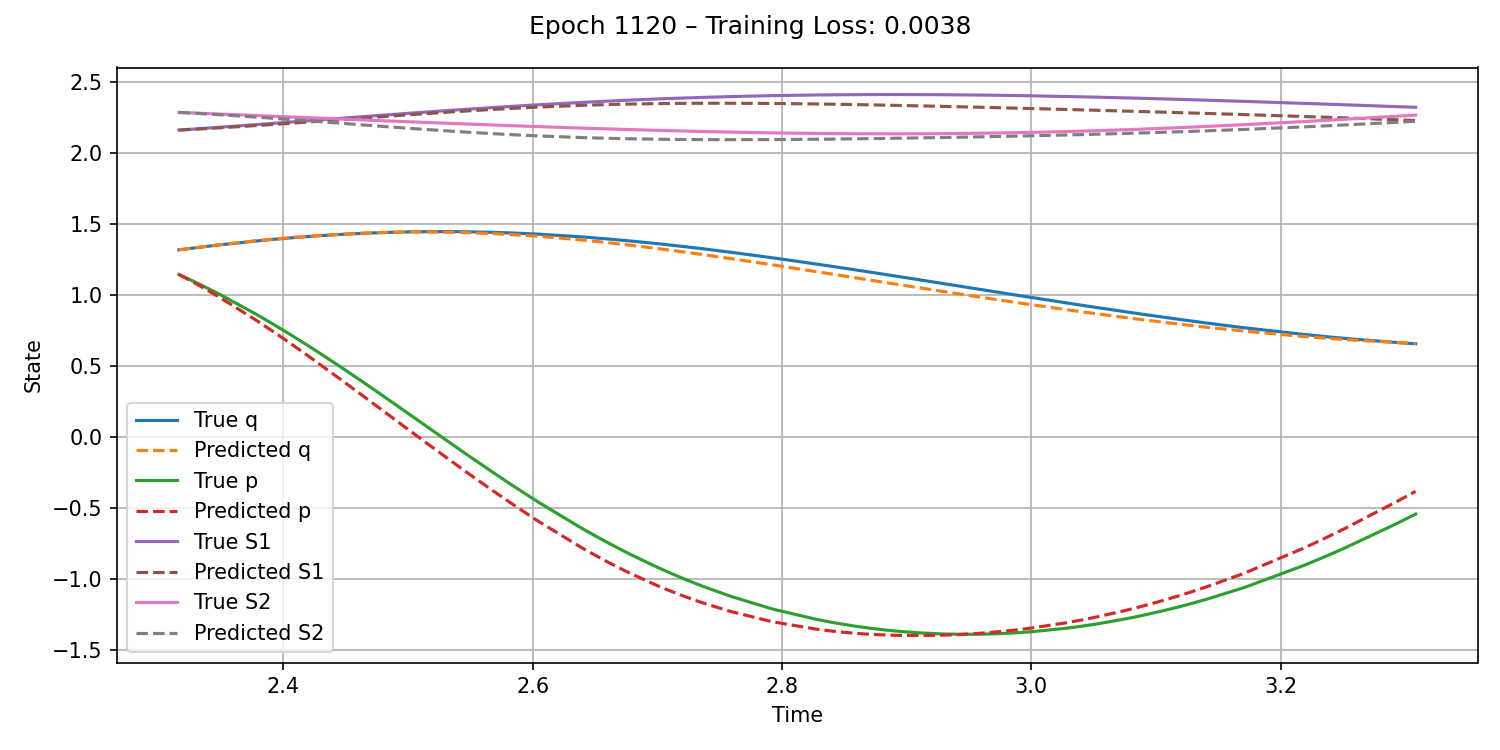 Epoch 1120 – Training Loss: 0.0038
2.5
2.0
1.5
1.0
0.5
0.0
−0.5
−1.0
−1.5
State
True q
Predicted q
True p
Predicted p
True S1
Predicted S1
True S2
Predicted S2
2.4 2.6 2.8 3.0 3.2
Time